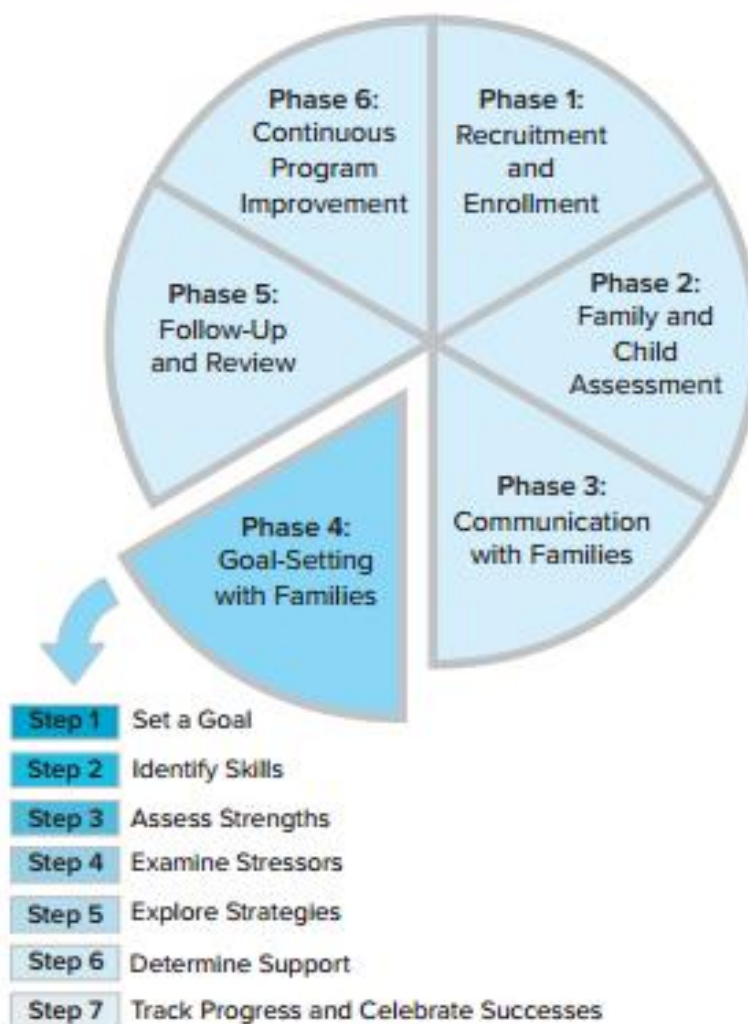 Phase 1:
Recruitment
and
Enrollment
Phase 2:
Family and
Child
Assessment
Phase 3:
Communication
with Families
Phase 4:
Goal-Setting
with Families
Phase 5:
Follow-Up
and Review
Phase 6:
Continuous
Program
Improvement
Step 1 Set a Goal
Step 2 Identify Skills
Step 3 Assess Strengths
Step 4 Examine Stressors
Step 5 Explore Strategies
Step 6 Determine Support
Step 7 Track Progress and Celebrate Successes